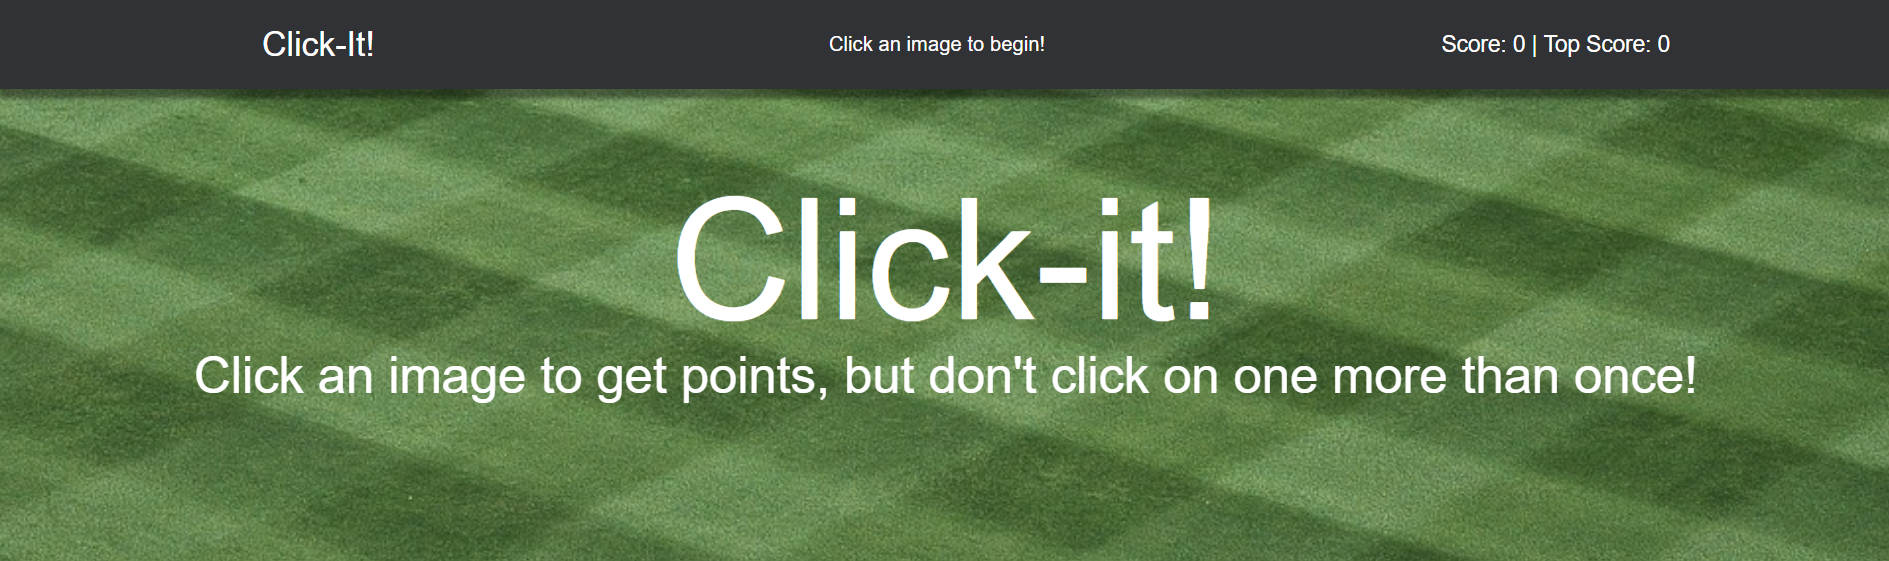 Click-It!
Click an image to begin!
Score: 0 | Top Score: 0
Click-it!
Click an image to get points, but don't click on one more than once!